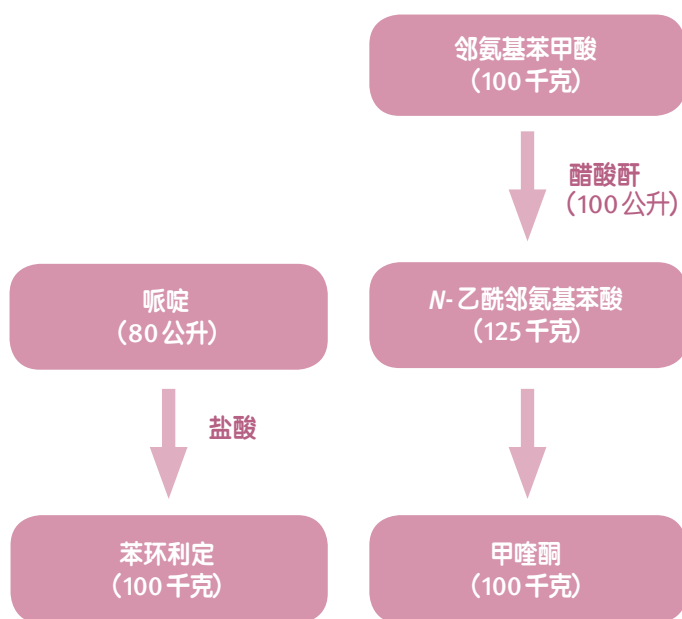 邻氨基苯甲酸
（100 千克）
醋酸酐
（100 公升）
哌啶
（80 公升）
N- 乙酰邻氨基苯酸
（125 千克）
盐酸
苯环利定
（100 千克）
甲喹酮
（100 千克）